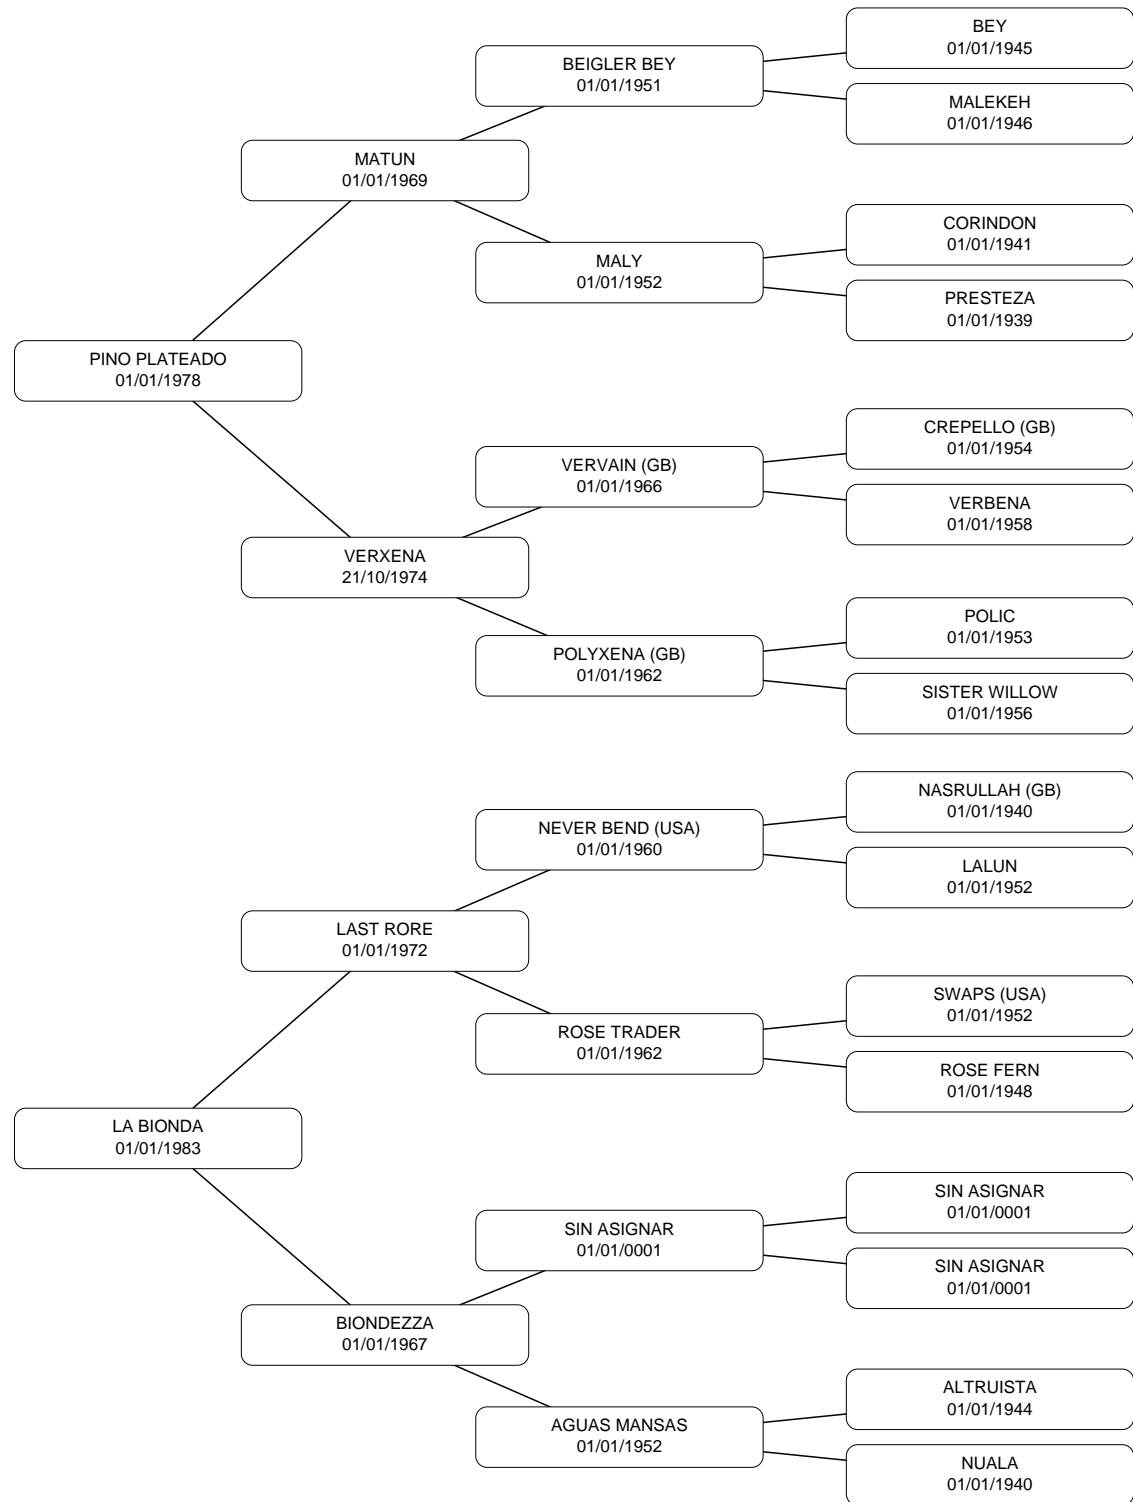 BEY
01/01/1945
BEIGLER BEY
01/01/1951
MALEKEH
01/01/1946
MATUN
01/01/1969
CORINDON
01/01/1941
MALY
01/01/1952
PRESTEZA
01/01/1939
PINO PLATEADO
01/01/1978
CREPELLO (GB)
01/01/1954
VERVAIN (GB)
01/01/1966
VERBENA
01/01/1958
VERXENA
21/10/1974
POLIC
01/01/1953
POLYXENA (GB)
01/01/1962
SISTER WILLOW
01/01/1956
NASRULLAH (GB)
01/01/1940
NEVER BEND (USA)
01/01/1960
LALUN
01/01/1952
LAST RORE
01/01/1972
SWAPS (USA)
01/01/1952
ROSE TRADER
01/01/1962
ROSE FERN
01/01/1948
LA BIONDA
01/01/1983
SIN ASIGNAR
01/01/0001
SIN ASIGNAR
01/01/0001
SIN ASIGNAR
01/01/0001
BIONDEZZA
01/01/1967
ALTRUISTA
01/01/1944
AGUAS MANSAS
01/01/1952
NUALA
01/01/1940